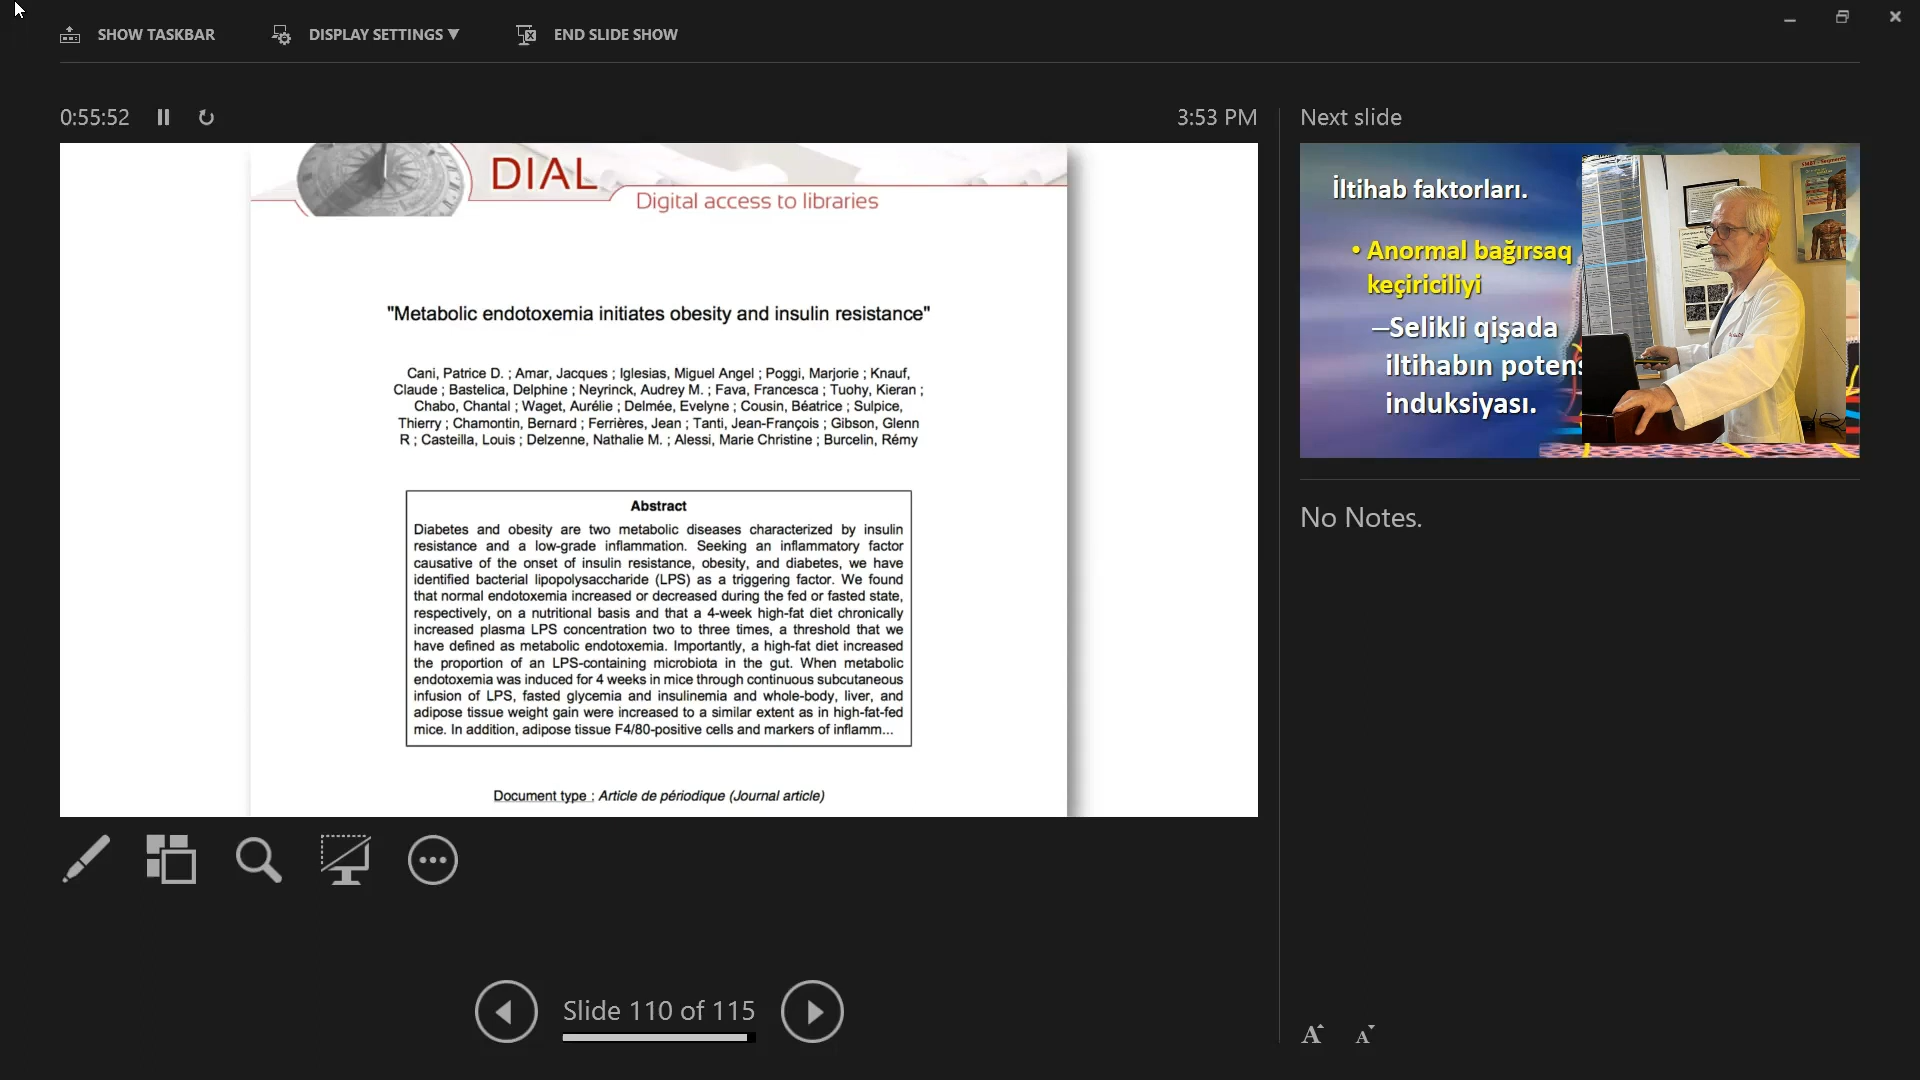 SHOW TASKBAR
DISPLAY SETTINGS ▼
END SLIDE SHOW
0:55:52
3:53 PM
DIAL
Digital access to libraries
"Metabolic endotoxemia initiates obesity and insulin resistance"
Cani, Patrice D. ; Amar, Jacques ; Iglesias, Miguel Angel ; Poggi, Marjorie ; Knauf,
Claude ; Bastelica, Delphine ; Neyrinck, Audrey M. ; Fava, Francesca ; Tuohy, Kieran ;
Chabo, Chantal ; Waget, Aurélie ; Delmée, Evelyne ; Cousin, Béatrice ; Sulpice,
Thierry ; Chamontin, Bernard ; Ferrières, Jean ; Tanti, Jean-François ; Gibson, Glenn
R ; Casteilla, Louis ; Delzenne, Nathalie M. ; Alessi, Marie Christine ; Burcelin, Rémy
Abstract
Diabetes and obesity are two metabolic diseases characterized by insulin
resistance and a low-grade inflammation. Seeking an inflammatory factor
causative of the onset of insulin resistance, obesity, and diabetes, we have
identified bacterial lipopolysaccharide (LPS) as a triggering factor. We found
that normal endotoxemia increased or decreased during the fed or fasted state,
respectively, on a nutritional basis and that a 4-week high-fat diet chronically
increased plasma LPS concentration two to three times, a threshold that we
have defined as metabolic endotoxemia. Importantly, a high-fat diet increased
the proportion of an LPS-containing microbiota in the gut. When metabolic
endotoxemia was induced for 4 weeks in mice through continuous subcutaneous
infusion of LPS, fasted glycemia and insulinemia and whole-body, liver, and
adipose tissue weight gain were increased to a similar extent as in high-fat-fed
mice. In addition, adipose tissue F4/80-positive cells and markers of inflamm...
Document type : Article de périodique (Journal article)
Slide 110 of 115
Next slide
İltihab faktorları.
• Anormal bağırsaq
keçiriciliyi
–Selikli qişada
iltihabın potens
induksiyası.
No Notes.
A A